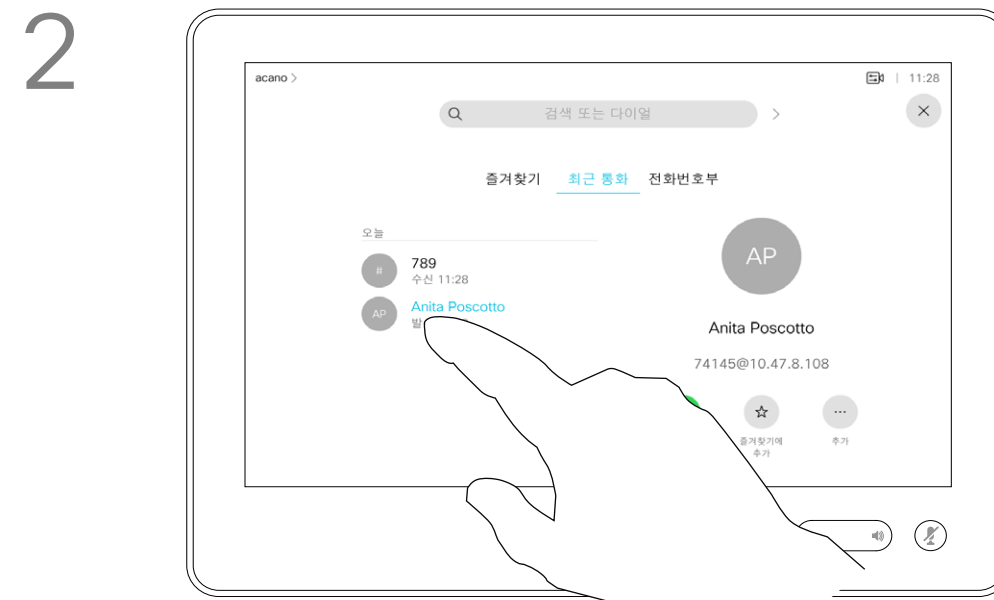 2
acano >
11:28
검색 또는 다이얼
즐겨찾기 최근 통화 전화번호부
오늘
#
789
수신 11:28
AP
Anita Poscotto
AP
Anita Poscotto
74145@10.47.8.108
즐겨찾기에
추가
추가